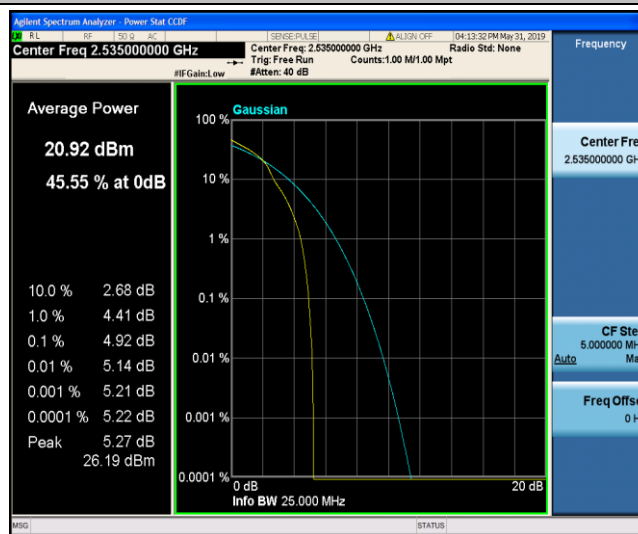 Agilent Spectrum Analyzer - Power Stat CCDF
RL RF 50 Ω AC SENSE:PULSE ALIGN OFF 04:13:32 PM May 31, 2019
Center Freq 2.535000000 GHz
Center Freq: 2.535000000 GHz Radio Std: None
Trig: Free Run Counts:1.00 M/1.00 Mpt
#IFGain:Low #Atten: 40 dB
Frequency
Average Power
20.92 dBm
45.55 % at 0dB
10.0 % 2.68 dB
1.0 % 4.41 dB
0.1 % 4.92 dB
0.01 % 5.14 dB
0.001 % 5.21 dB
0.0001 % 5.22 dB
Peak 5.27 dB
26.19 dBm
Gaussian
100 %
10 %
1 %
0.1 %
0.01 %
0.001 %
0.0001 %
0 dB 20 dB
Info BW 25.000 MHz
Center Fre
2.535000000 GH
CF Ste
5.000000 MH
Auto Ma
Freq Offse
0 H
MSG STATUS